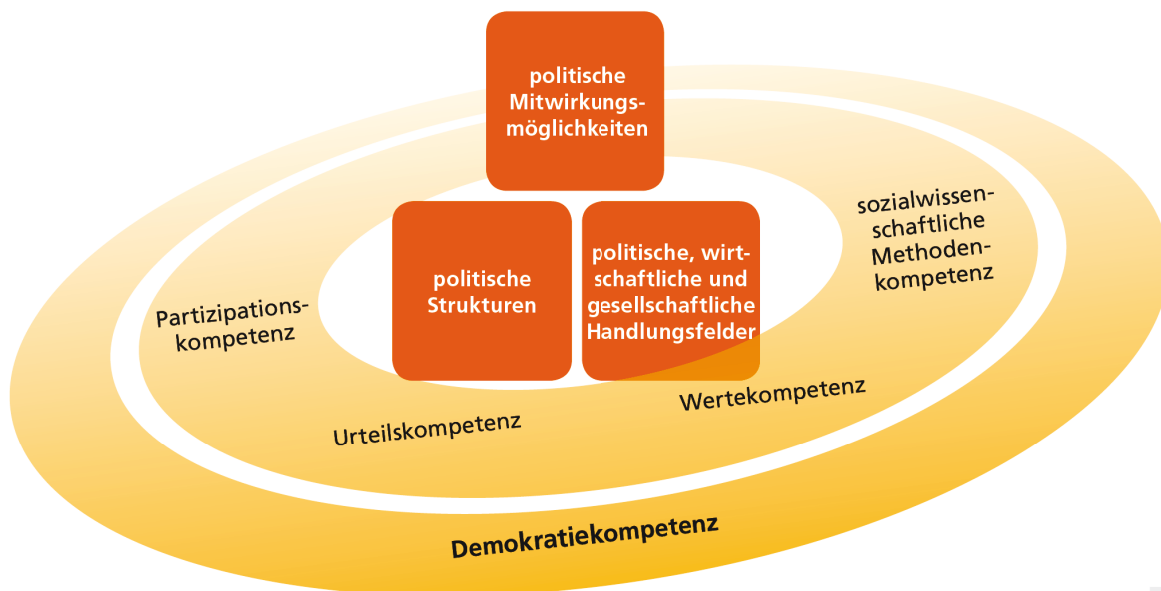 politische
Mitwirkungs-
möglichkeiten
politische
Strukturen
politische, wirt-
schaftliche und
gesellschaftliche
Handlungsfelder
sozialwissen-
schaftliche
Methoden-
kompetenz
Partizipations-
kompetenz
Urteilskompetenz
Wertekompetenz
Demokratiekompetenz